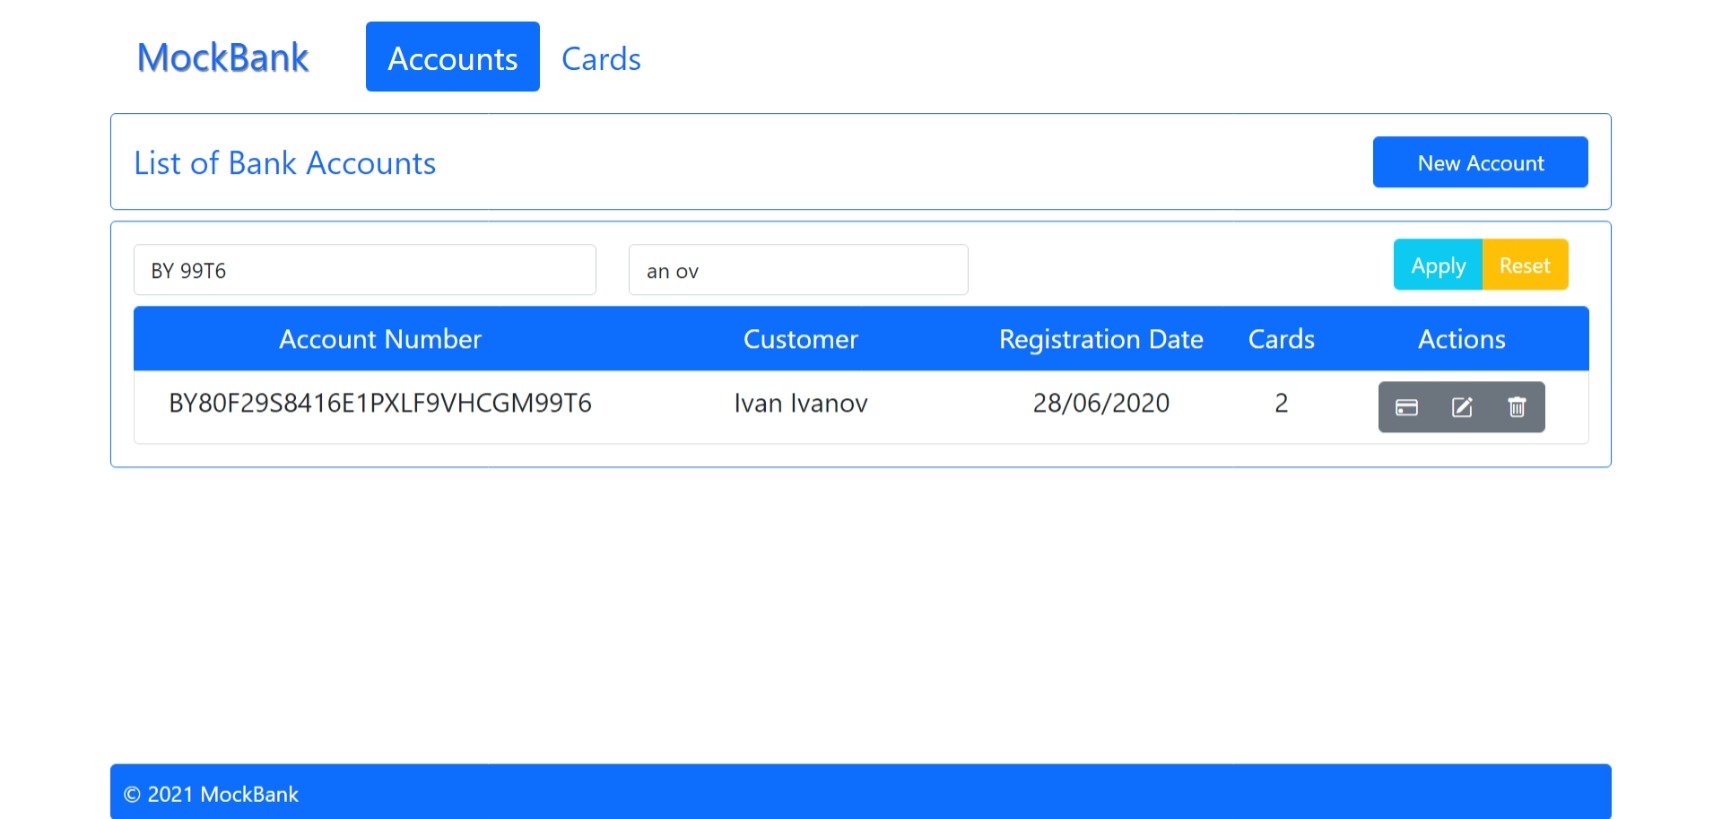 MockBank Accounts Cards
List of Bank Accounts New Account
BY 99T6 an ov Apply Reset
Account Number Customer Registration Date Cards Actions
BY80F29S8416E1PXLF9VHCGM99T6 Ivan Ivanov 28/06/2020 2
© 2021 MockBank